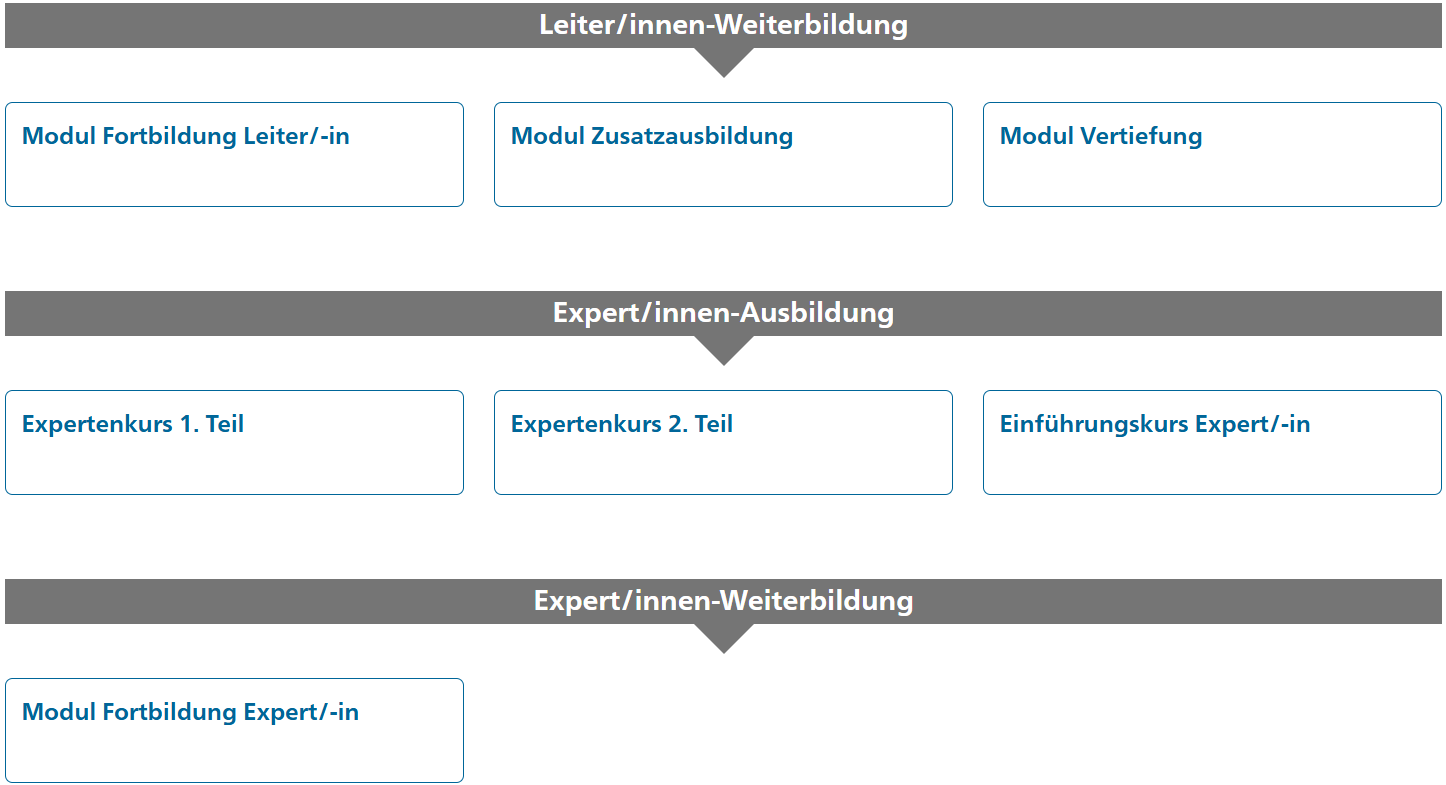 Leiter/innen-Weiterbildung
Modul Fortbildung Leiter/-in
Modul Zusatzausbildung
Modul Vertiefung
Expert/innen-Ausbildung
Expertenkurs 1. Teil
Expertenkurs 2. Teil
Einführungskurs Expert/-in
Expert/innen-Weiterbildung
Modul Fortbildung Expert/-in